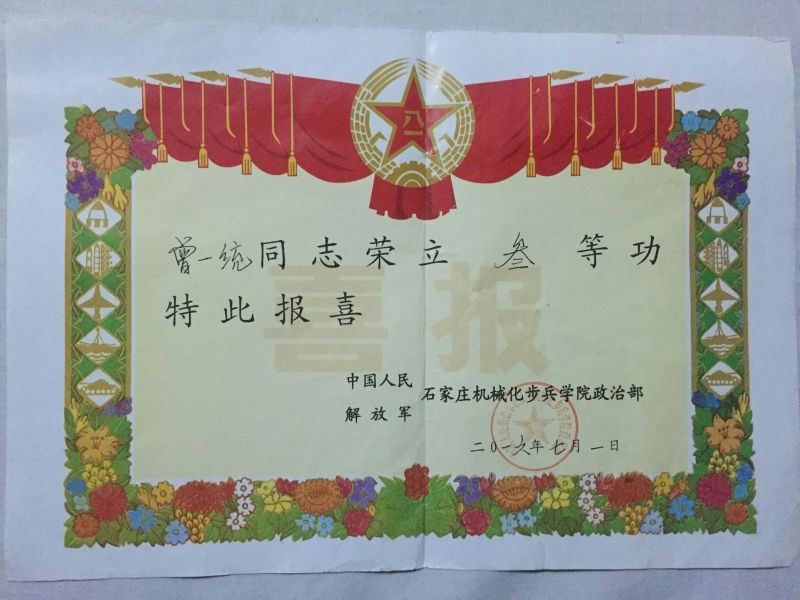 八一
曾一统同志荣立 叁 等功
特此报喜
喜报
中国人民
解放军
石家庄机械化步兵学院政治部
二〇一六年七月一日